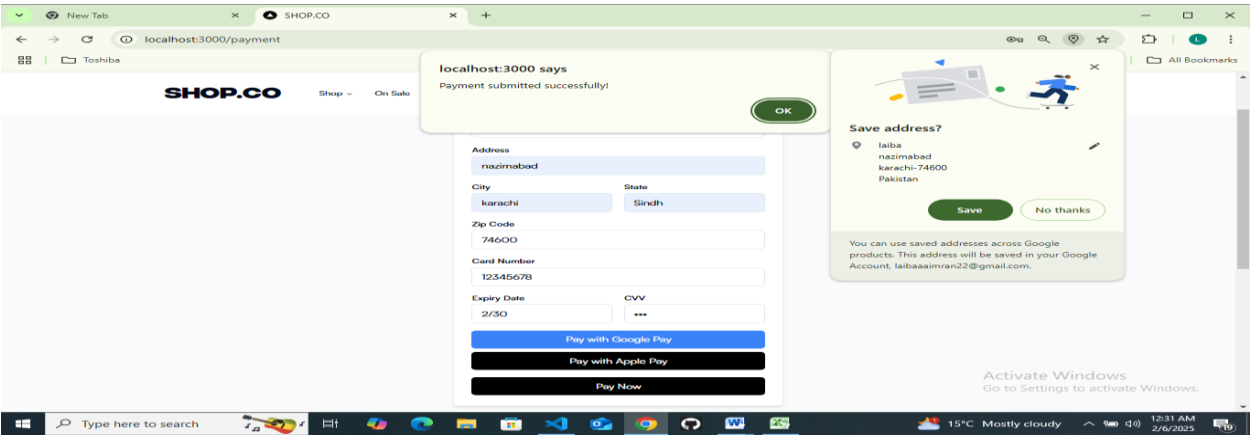 New Tab
SHOP.CO
localhost:3000/payment
Toshiba
All Bookmarks
SHOP.CO
Shop
On Sale
localhost:3000 says
Payment submitted successfully!
OK
Save address?
laiba
nazimabad
karachi-74600
Pakistan
Save
No thanks
You can use saved addresses across Google
products. This address will be saved in your Google
Account, laibaaaimran22@gmail.com.
Address
nazimabad
City
State
karachi
Sindh
Zip Code
74600
Card Number
12345678
Expiry Date
CVV
2/30
•••
Pay with Google Pay
Pay with Apple Pay
Pay Now
Activate Windows
Go to Settings to activate Windows.
Type here to search
15°C Mostly cloudy
12:31 AM
2/6/2025
19
L